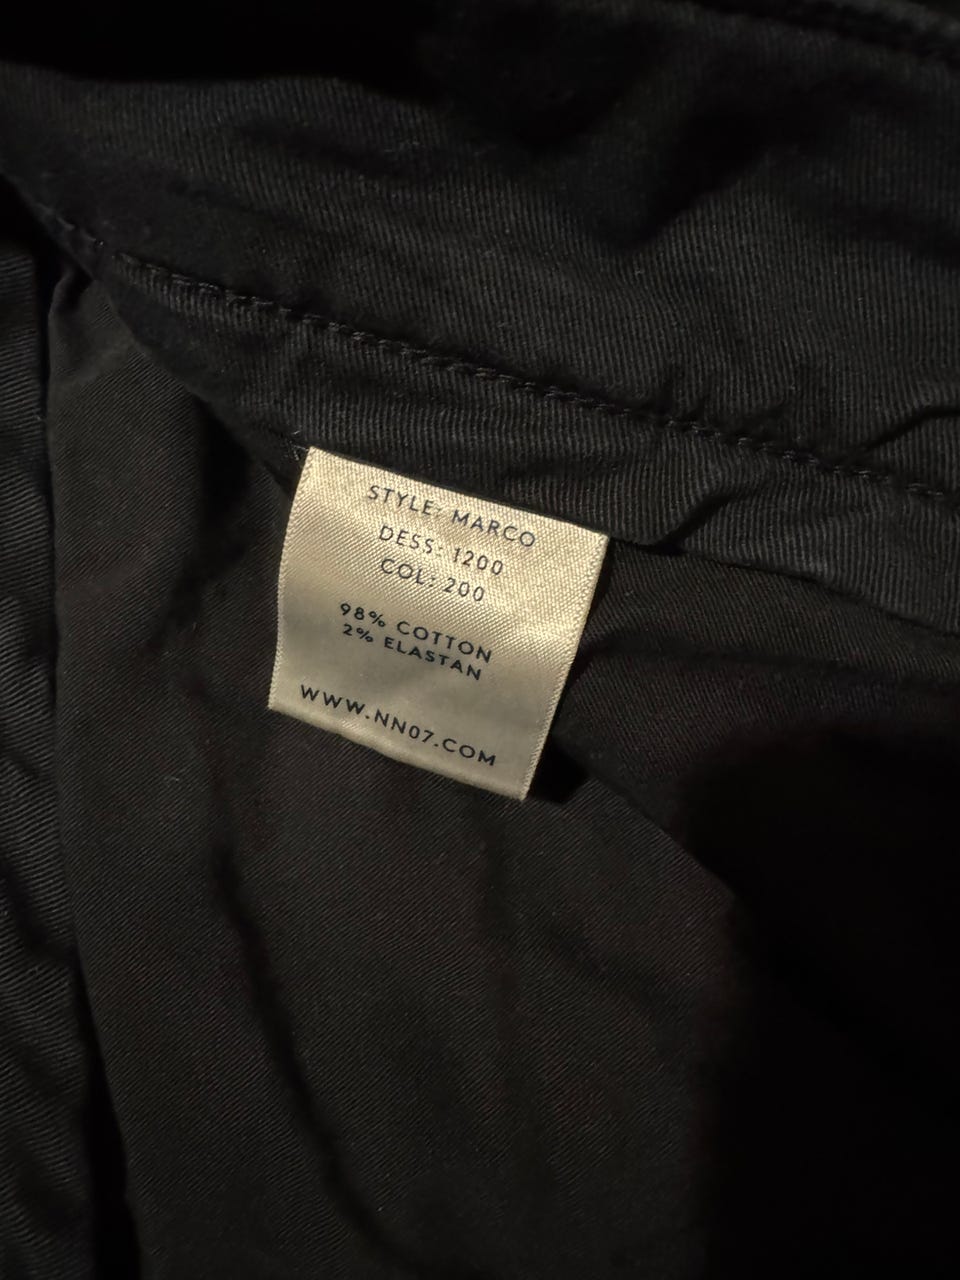 STYLE: MARCO
DESS: 1200
COL: 200
98% COTTON
2% ELASTAN
WWW.NN07.COM